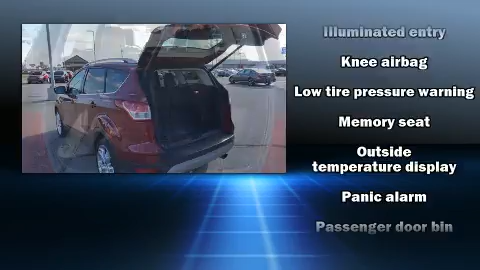 Illuminated entry
Knee airbag
Low tire pressure warning
Memory seat
Outside
temperature display
Panic alarm
Passenger door bin